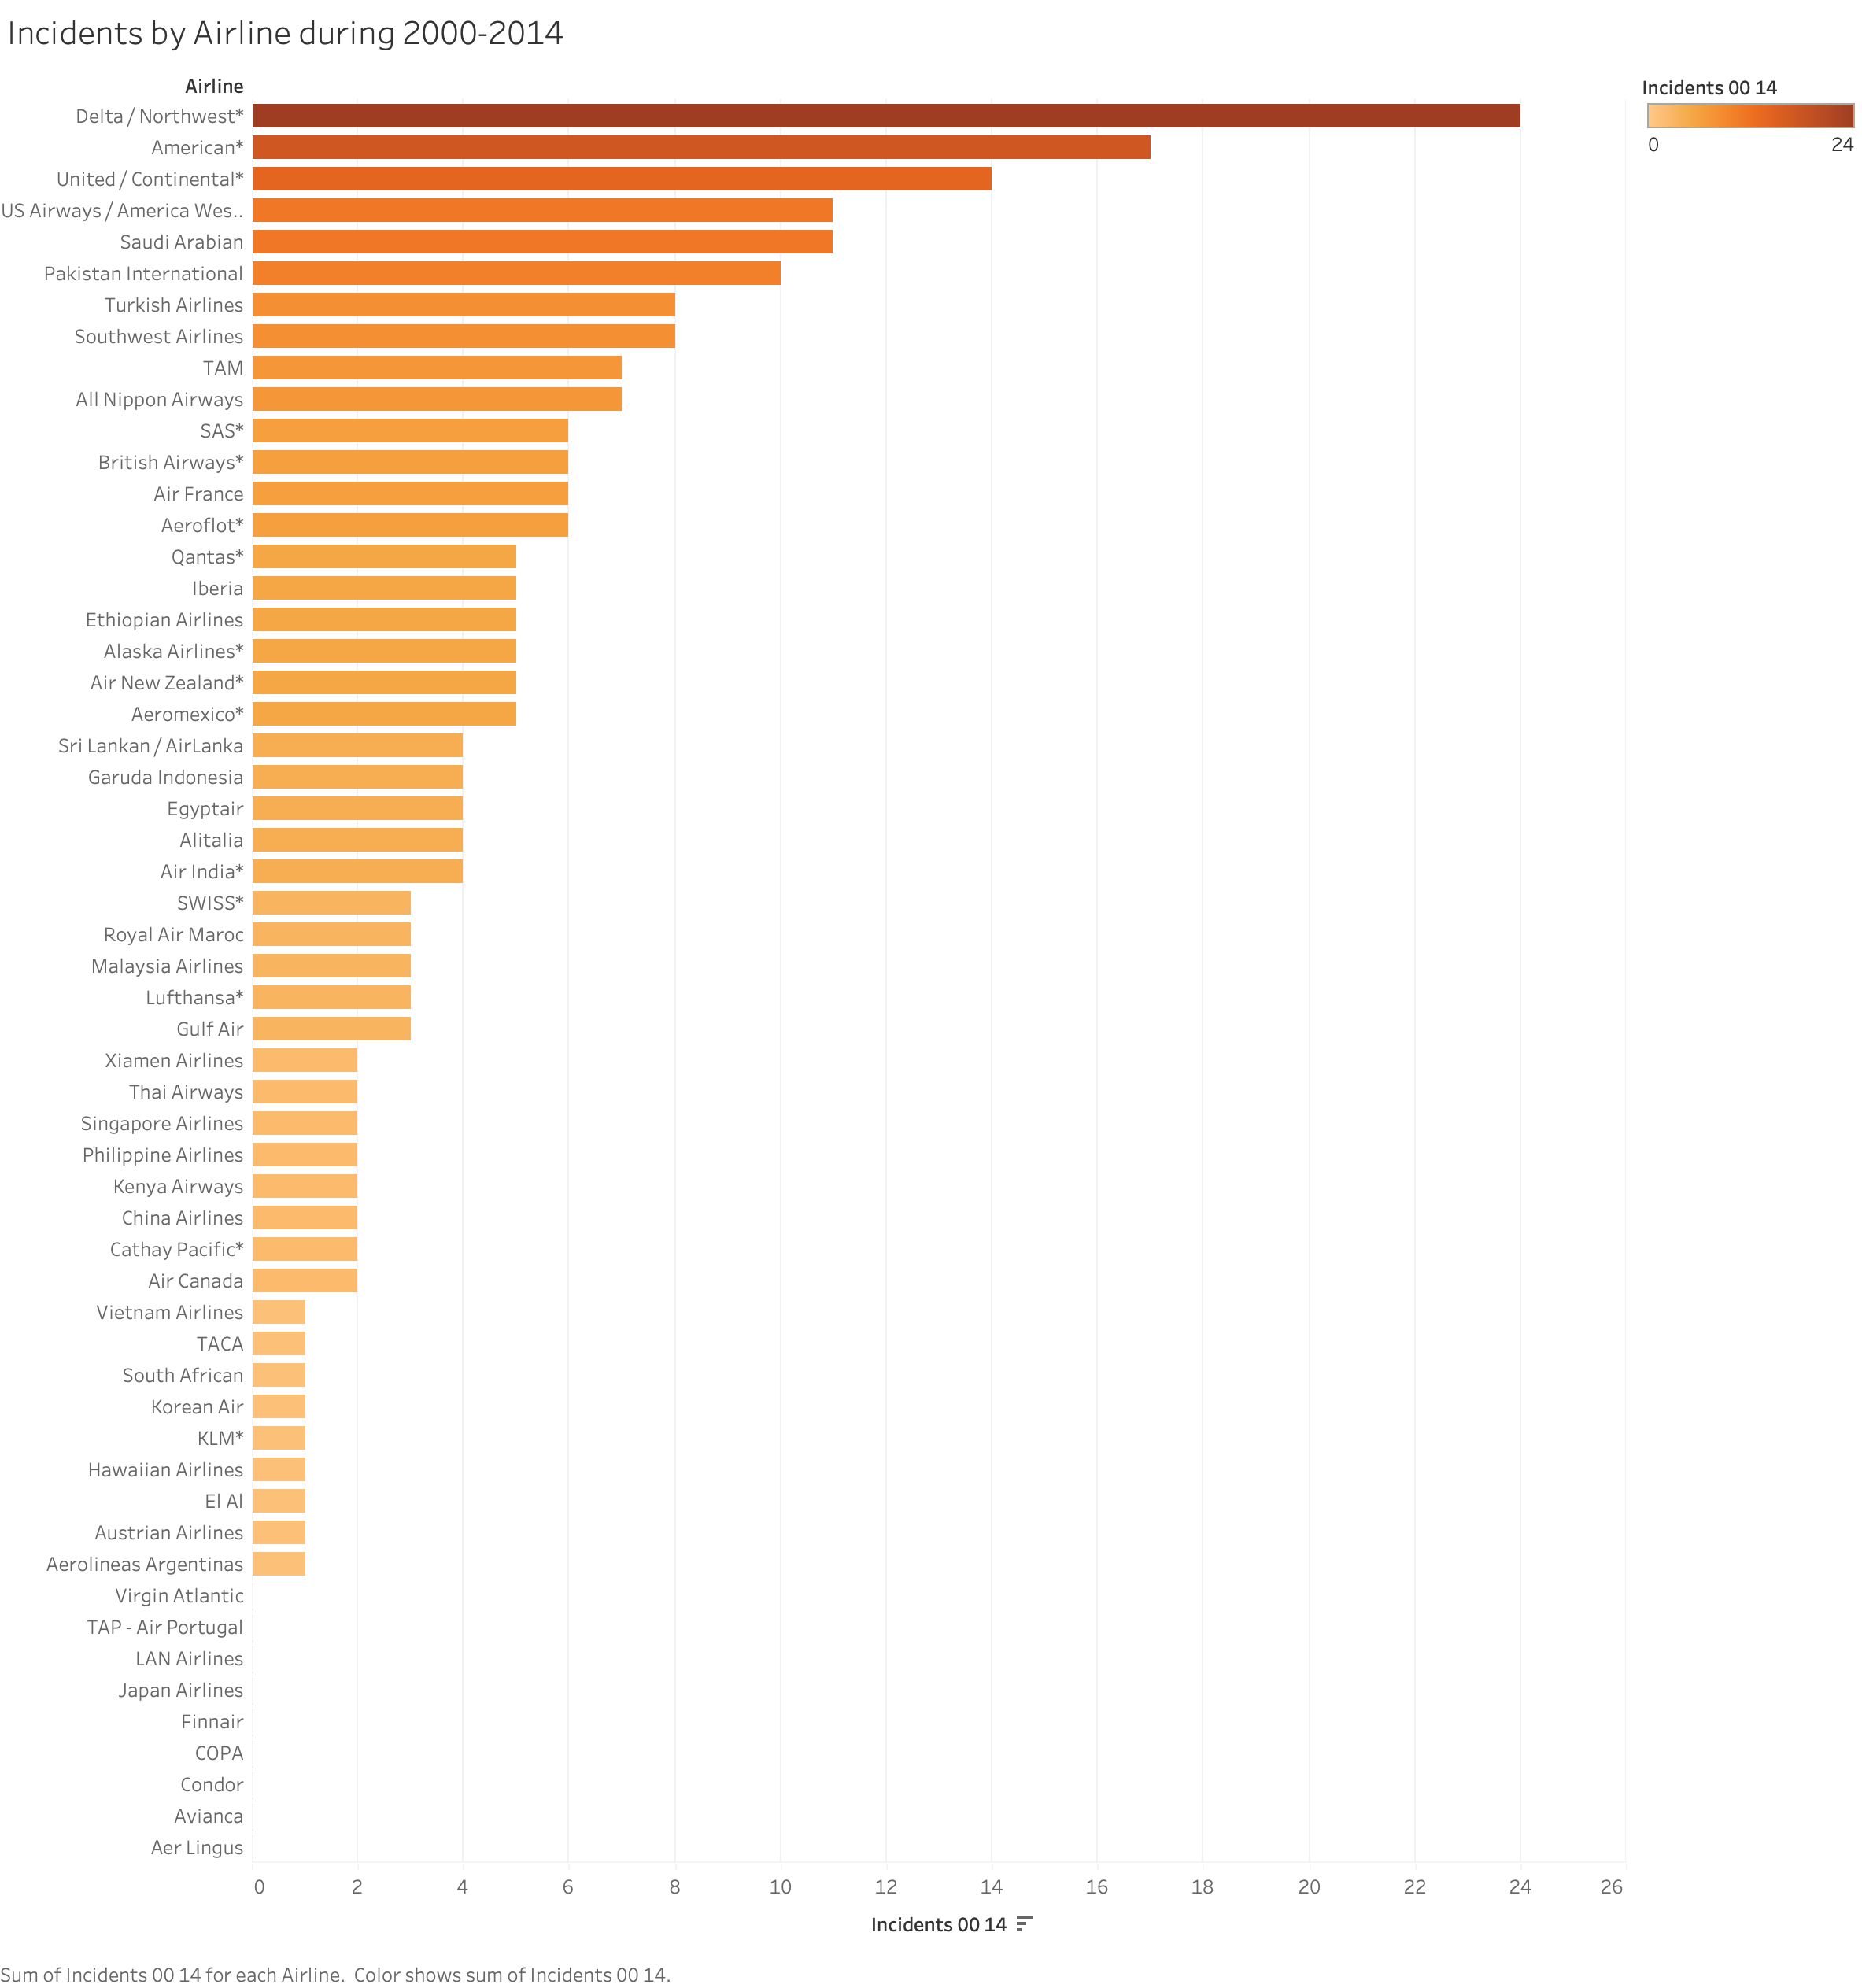 Incidents by Airline during 2000-2014
Airline
Incidents 00 14
0 24
Delta / Northwest*
American*
United / Continental*
US Airways / America Wes..
Saudi Arabian
Pakistan International
Turkish Airlines
Southwest Airlines
TAM
All Nippon Airways
SAS*
British Airways*
Air France
Aeroflot*
Qantas*
Iberia
Ethiopian Airlines
Alaska Airlines*
Air New Zealand*
Aeromexico*
Sri Lankan / AirLanka
Garuda Indonesia
Egyptair
Alitalia
Air India*
SWISS*
Royal Air Maroc
Malaysia Airlines
Lufthansa*
Gulf Air
Xiamen Airlines
Thai Airways
Singapore Airlines
Philippine Airlines
Kenya Airways
China Airlines
Cathay Pacific*
Air Canada
Vietnam Airlines
TACA
South African
Korean Air
KLM*
Hawaiian Airlines
El Al
Austrian Airlines
Aerolineas Argentinas
Virgin Atlantic
TAP - Air Portugal
LAN Airlines
Japan Airlines
Finnair
COPA
Condor
Avianca
Aer Lingus
0 2 4 6 8 10 12 14 16 18 20 22 24 26
Incidents 00 14
Sum of Incidents 00 14 for each Airline.  Color shows sum of Incidents 00 14.